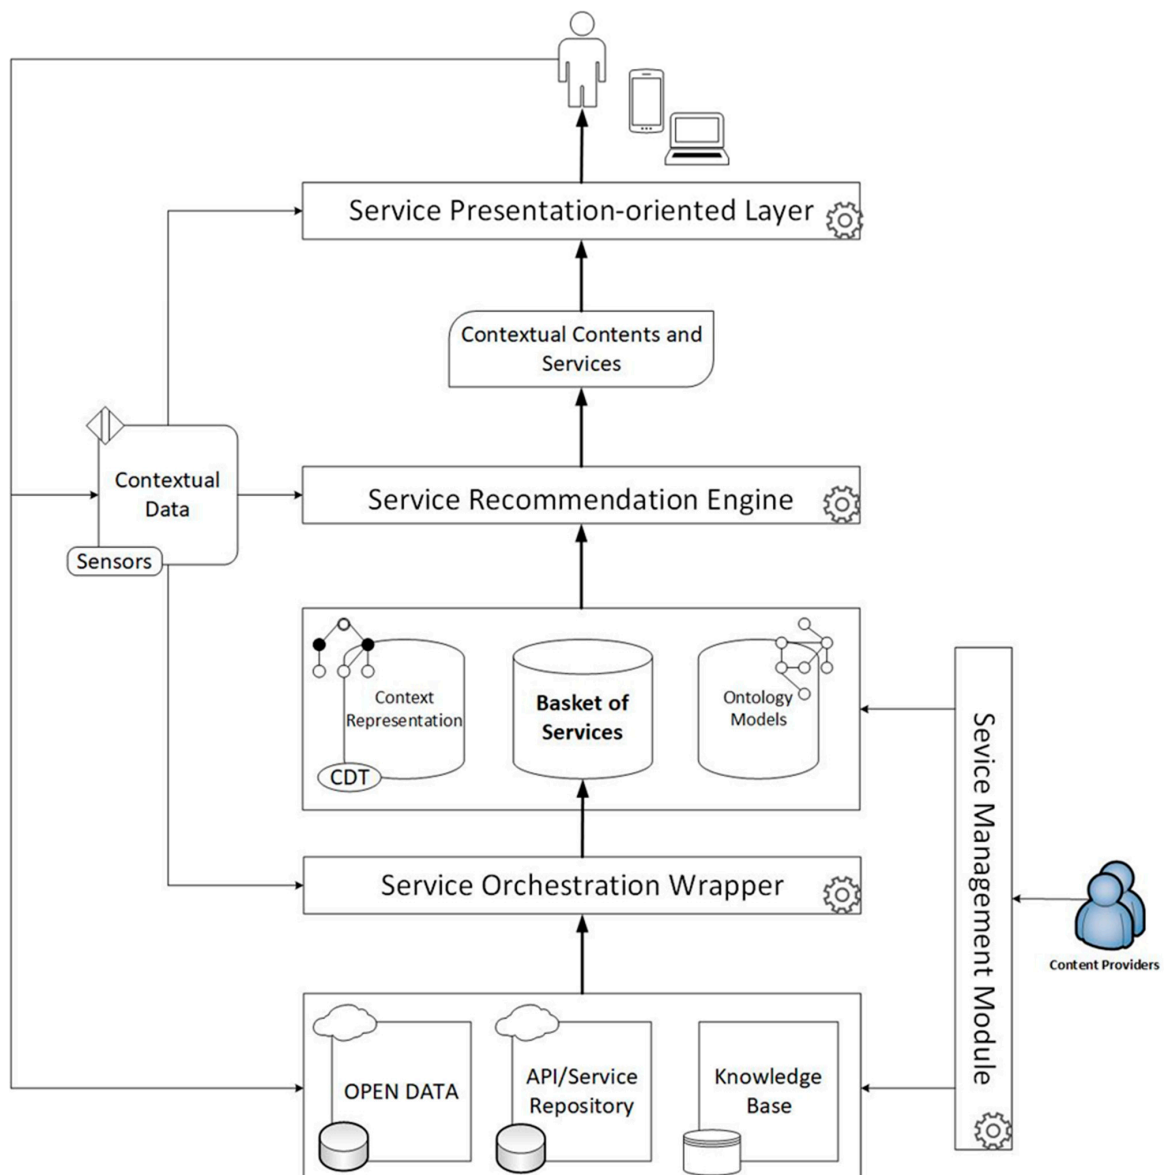 Service Presentation-oriented Layer
Contextual Contents and
Services
Contextual
Data
Sensors
Service Recommendation Engine
Context
Representation
CDT
Basket of
Services
Ontology
Models
Service Orchestration Wrapper
Sevice Management Module
Content Providers
OPEN DATA
API/Service
Repository
Knowledge
Base